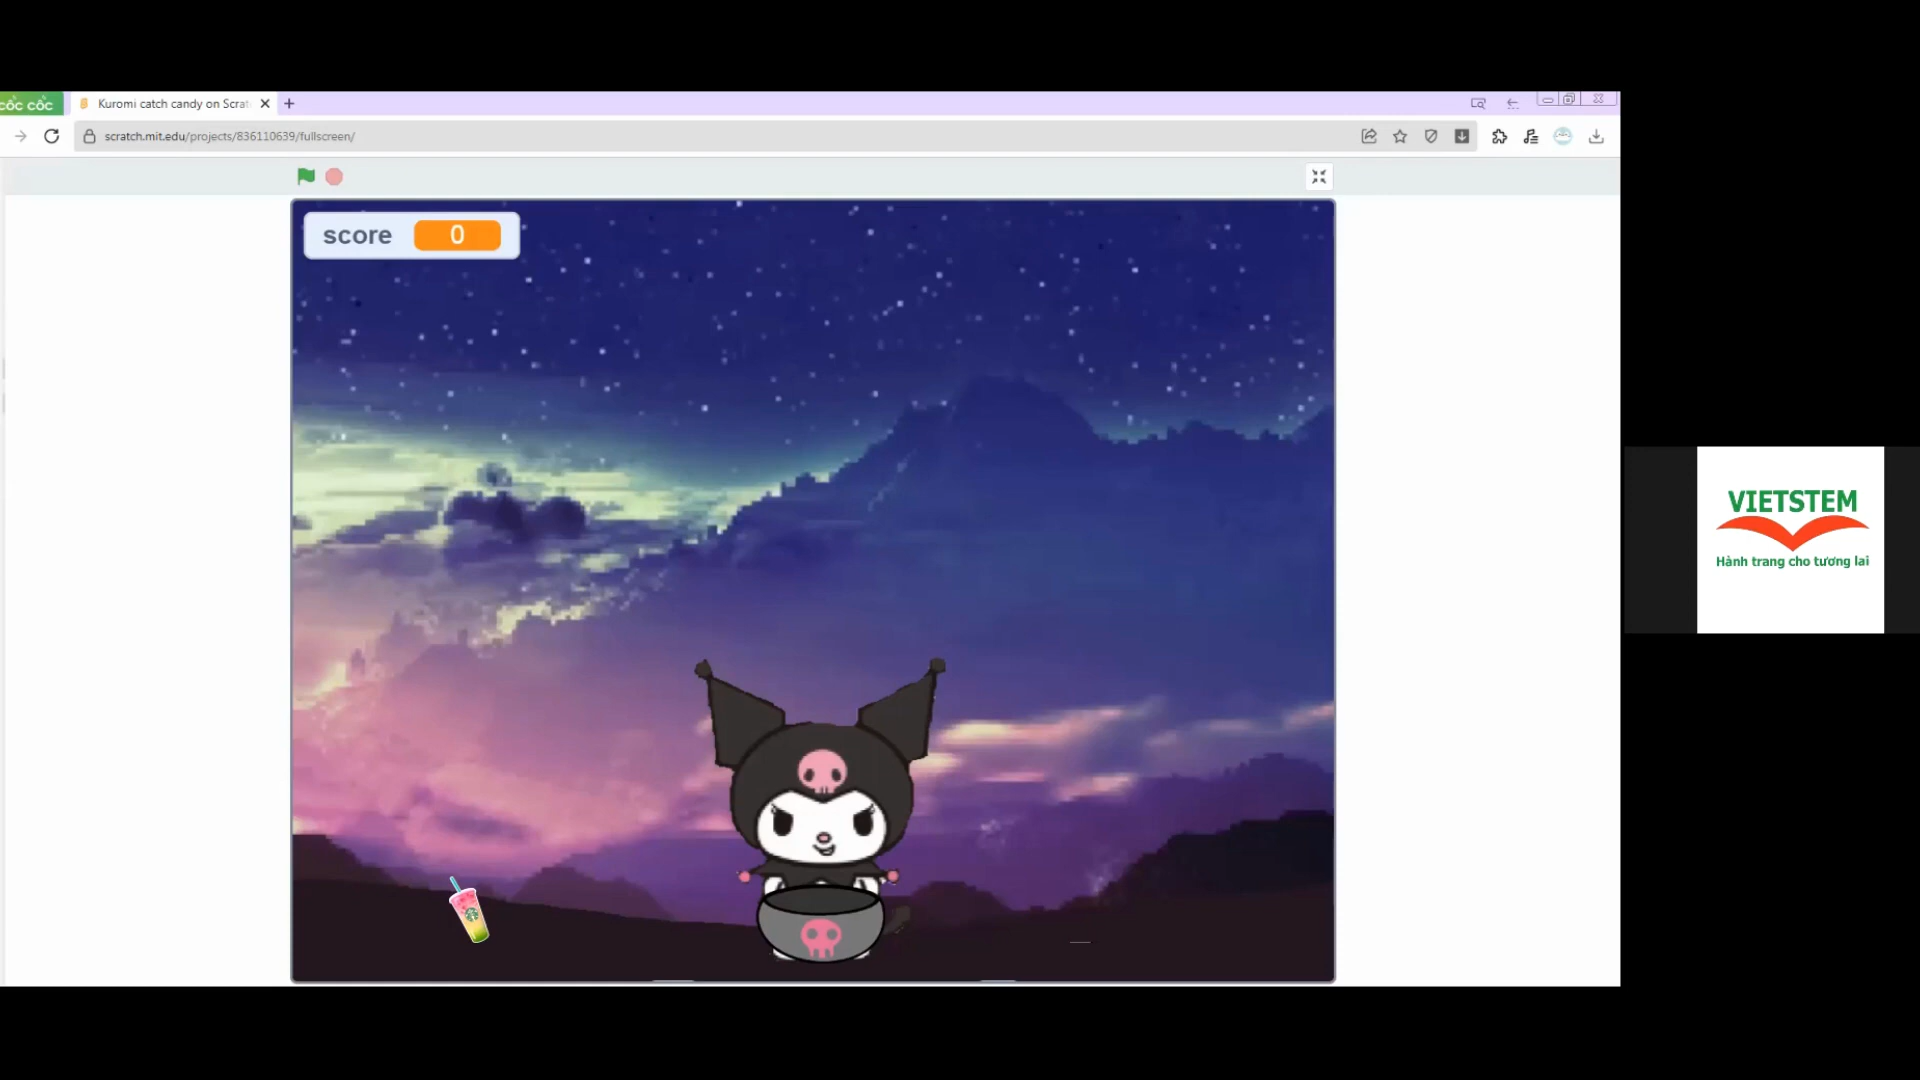 cốc cốc
Kuromi catch candy on Scrat
scratch.mit.edu/projects/836110639/fullscreen/
score 0
VIETSTEM
Hành trang cho tương lai